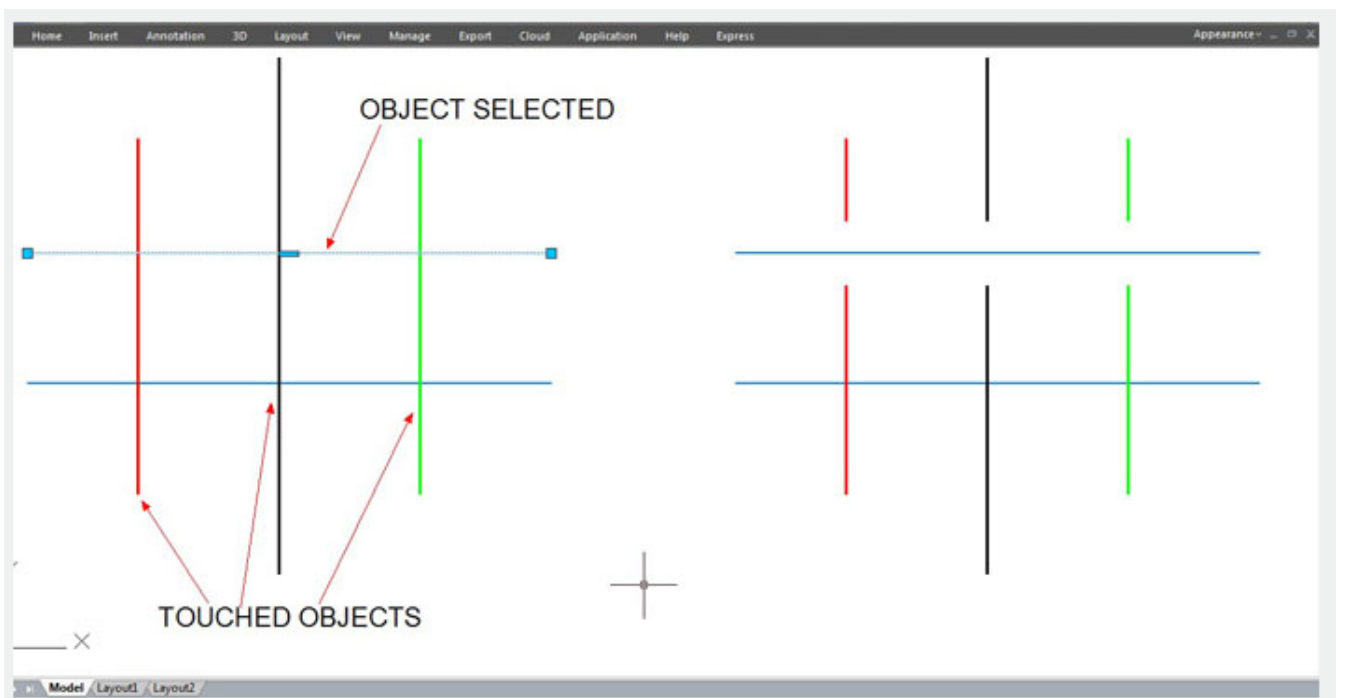 Home Insert Annotation 3D Layout View Manage Export Cloud Application Help Express Appearance
OBJECT SELECTED
TOUCHED OBJECTS
Model Layout1 Layout2